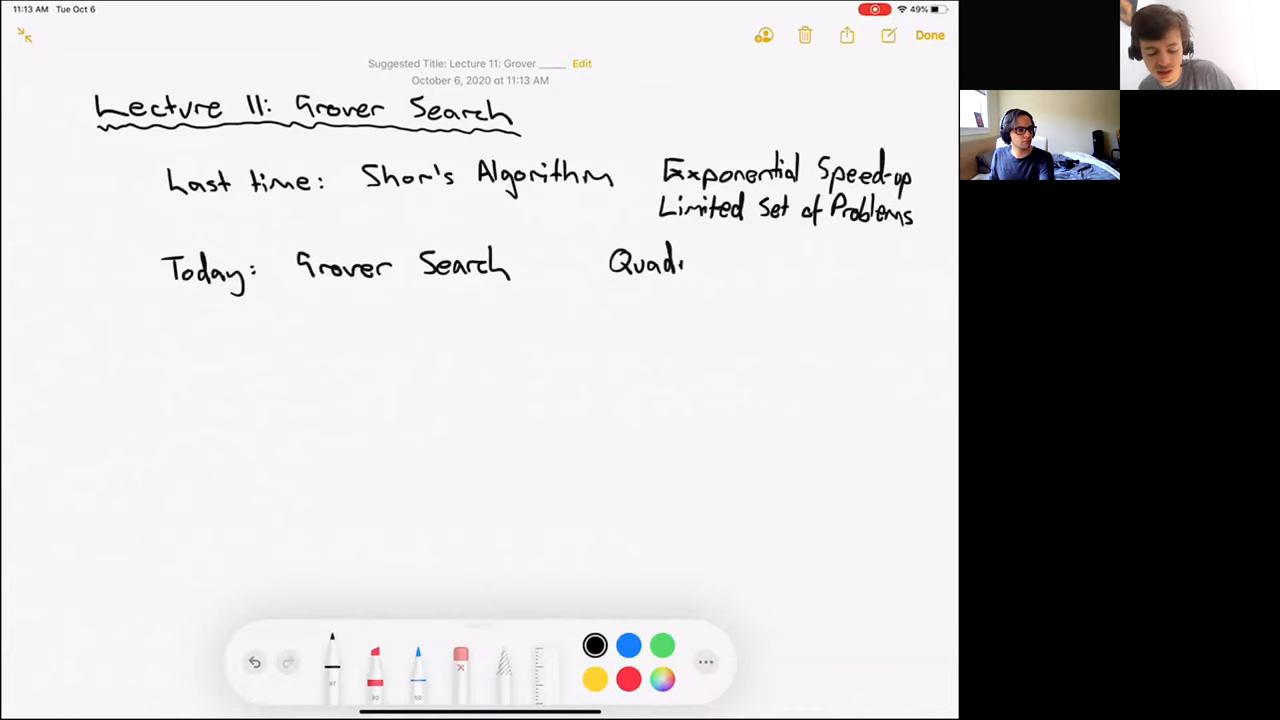 11:13 AM Tue Oct 6
49%
Done
Suggested Title: Lecture 11: Grover _____ Edit
October 6, 2020 at 11:13 AM
Lecture 11: Grover Search
Last time: Shor's Algorithm Exponential Speed-up
Limited Set of Problems
Today: Grover Search Quad